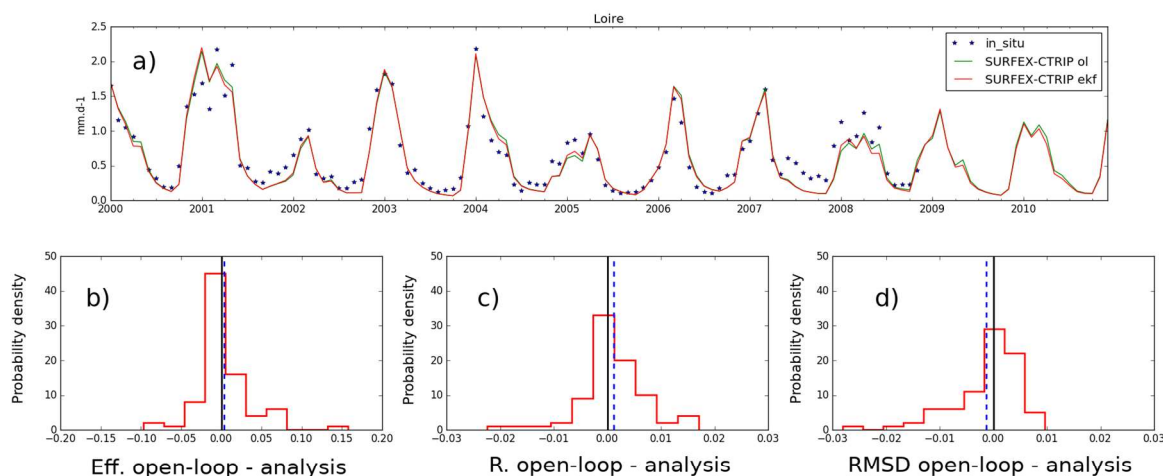 Loire
a)
2.5
2.0
1.5
1.0
0.5
0.0
mm.d-1
in_situ
SURFEX-CTRIP ol
SURFEX-CTRIP ekf
2000 2001 2002 2003 2004 2005 2006 2007 2008 2009 2010
b)
50
40
30
20
10
0
Probability density
−0.20 −0.15 −0.10 −0.05 0.00 0.05 0.10 0.15 0.20
Eff. open-loop - analysis
c)
50
40
30
20
10
0
Probability density
−0.03 −0.02 −0.01 0.00 0.01 0.02 0.03
R. open-loop - analysis
d)
50
40
30
20
10
0
Probability density
−0.03 −0.02 −0.01 0.00 0.01 0.02 0.03
RMSD open-loop - analysis